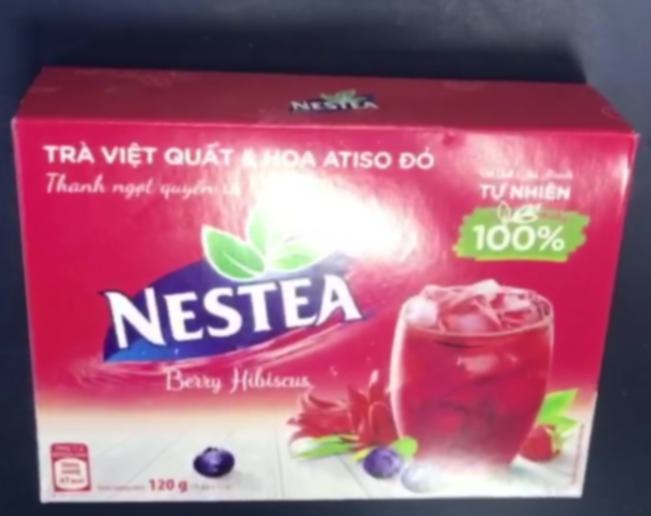 NESTEA
TRÀ VIỆT QUẤT & HOA ATISO ĐỎ
Thanh ngọt quyến rũ
TỰ NHIÊN
100%
NESTEA
Berry Hibiscus
120 g